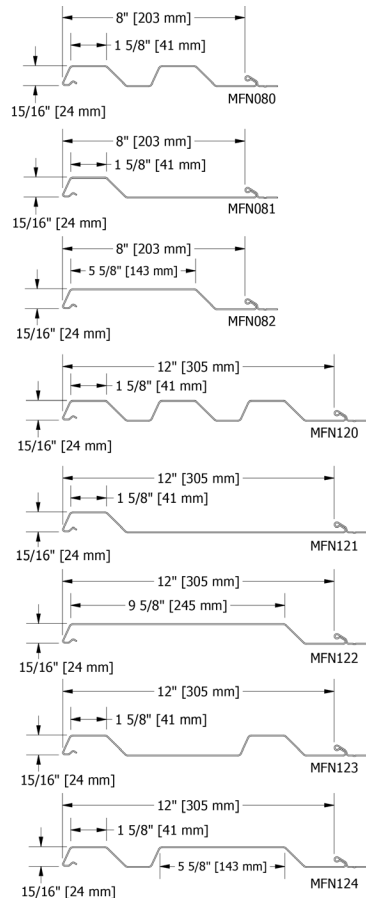 8" [203 mm]
1 5/8" [41 mm]
15/16" [24 mm]
MFN080
8" [203 mm]
1 5/8" [41 mm]
15/16" [24 mm]
MFN081
8" [203 mm]
5 5/8" [143 mm]
15/16" [24 mm]
MFN082
12" [305 mm]
1 5/8" [41 mm]
15/16" [24 mm]
MFN120
12" [305 mm]
1 5/8" [41 mm]
15/16" [24 mm]
MFN121
12" [305 mm]
9 5/8" [245 mm]
15/16" [24 mm]
MFN122
12" [305 mm]
1 5/8" [41 mm]
15/16" [24 mm]
MFN123
12" [305 mm]
1 5/8" [41 mm]
5 5/8" [143 mm]
15/16" [24 mm]
MFN124